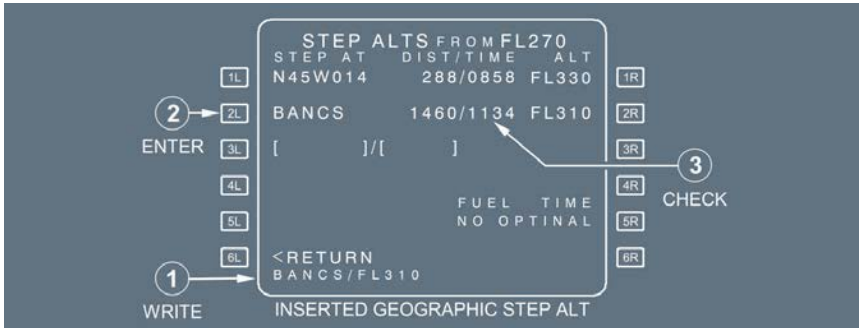 STEP ALTS FROM FL270
STEP AT DIST/TIME ALT
1L N45W014 288/0858 FL330 1R
2 2L BANCS 1460/1134 FL310 2R
ENTER 3L [ ]/[ ] 3R 3
4L 4R CHECK
FUEL TIME
5L NO OPTINAL 5R
6L <RETURN 6R
1 BANCS/FL310
WRITE INSERTED GEOGRAPHIC STEP ALT